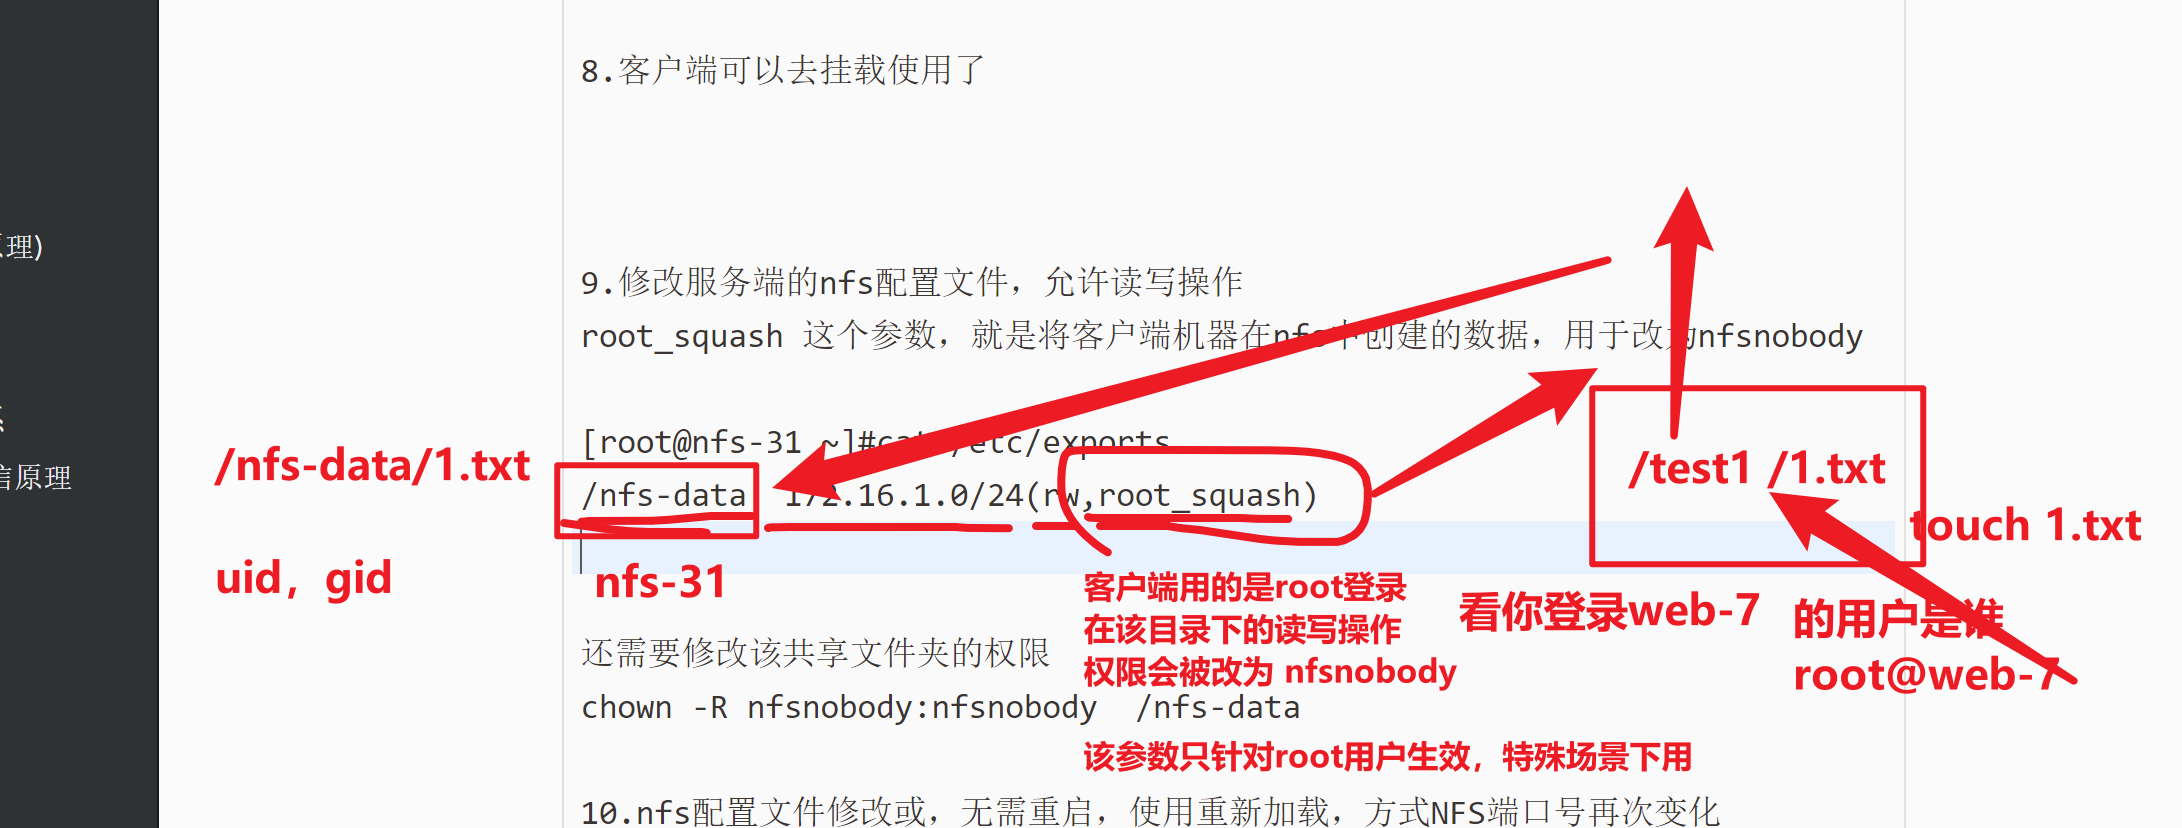 8.客户端可以去挂载使用了
理)
9.修改服务端的nfs配置文件，允许读写操作
root_squash 这个参数，就是将客户端机器在nfs中创建的数据，用于改为nfsnobody
[root@nfs-31 ~]#cat /etc/exports
/nfs-data 172.16.1.0/24(rw,root_squash)
/nfs-data/1.txt
信原理
/test1 /1.txt
touch 1.txt
uid，gid
nfs-31
客户端用的是root登录
在该目录下的读写操作
权限会被改为 nfsnobody
看你登录web-7 的用户是谁
root@web-7
还需要修改该共享文件夹的权限
chown -R nfsnobody:nfsnobody /nfs-data
该参数只针对root用户生效，特殊场景下用
10.nfs配置文件修改或，无需重启，使用重新加载，方式NFS端口号再次变化